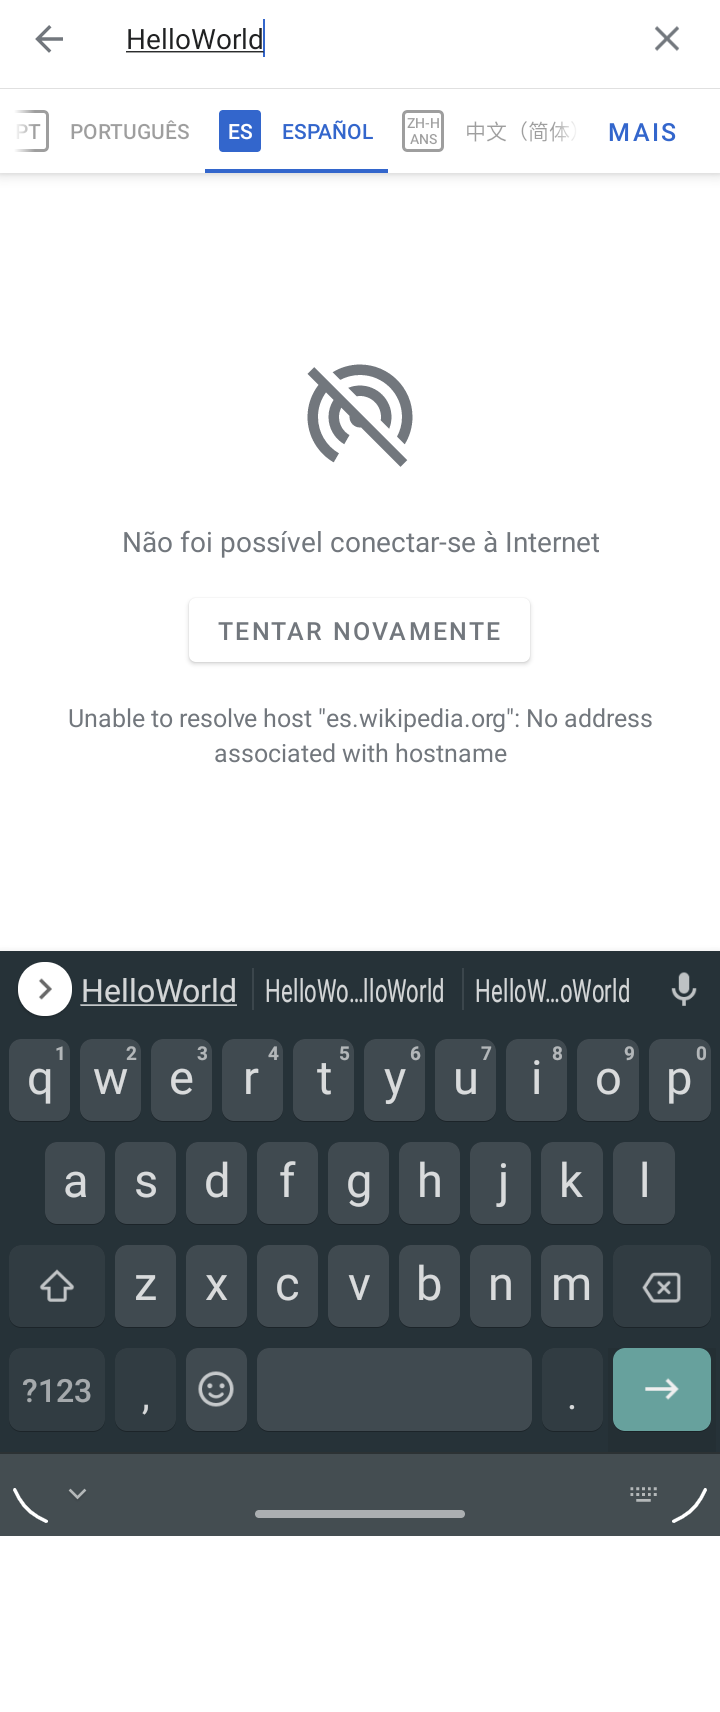 HelloWorld
PT PORTUGUÊS ES ESPAÑOL ZH-H
ANS 中文（简体） MAIS
Não foi possível conectar-se à Internet
TENTAR NOVAMENTE
Unable to resolve host "es.wikipedia.org": No address
associated with hostname
HelloWorld HelloWo...lloWorld HelloW...oWorld
q 1 w 2 e 3 r 4 t 5 y 6 u 7 i 8 o 9 p 0
a s d f g h j k l
z x c v b n m
?123 , .